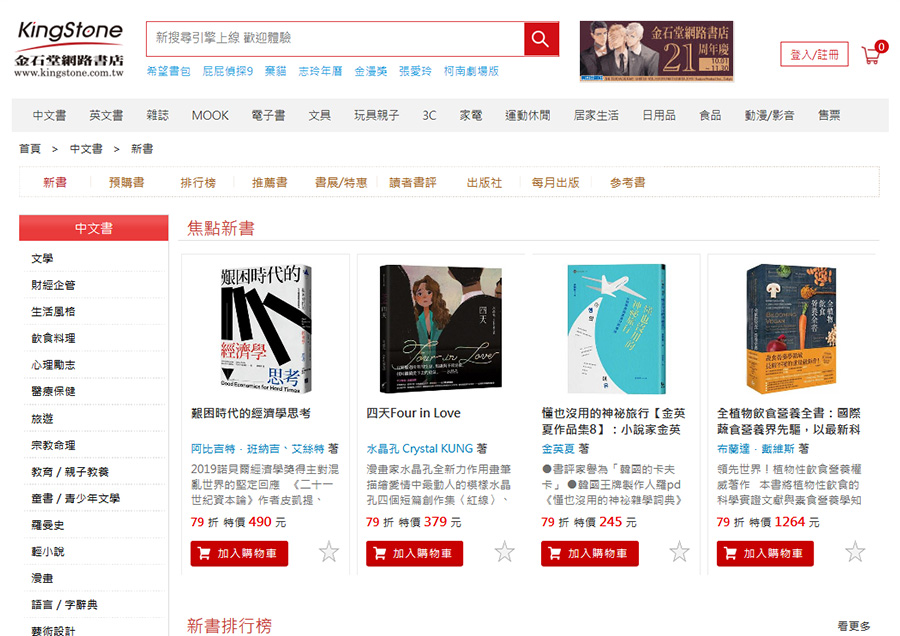 KingStone
金石堂網路書店
www.kingstone.com.tw
新搜尋引擎上線 歡迎體驗
希望書包 屁屁偵探9 葉貓 志玲年曆 金漫獎 張愛玲 柯南劇場版
金石堂網路書店
21周年慶
10.01
~11.30
登入/註冊
0
中文書 英文書 雜誌 MOOK 電子書 文具 玩具親子 3C 家電 運動休閒 居家生活 日用品 食品 動漫/影音 售票
首頁 > 中文書 > 新書
新書 預購書 排行榜 推薦書 書展/特惠 讀者書評 出版社 每月出版 參考書
中文書
文學
財經企管
生活風格
飲食料理
心理勵志
醫療保健
旅遊
宗教命理
教育 / 親子教養
童書 / 青少年文學
羅曼史
輕小說
漫畫
語言 / 字辭典
藝術設計
焦點新書
艱困時代的
經濟學
思考
Good Economics for Hard Times
艱困時代的經濟學思考
阿比吉特．班納吉、艾絲特 著
2019諾貝爾經濟學獎得主對混
亂世界的堅定回應 《二十一
世紀資本論》作者皮凱提、
79 折 特價 490 元
加入購物車
四天
Four in Love
四天Four in Love
水晶孔 Crystal KUNG 著
漫畫家水晶孔全新力作用畫筆
描繪愛情中最動人的模樣水晶
孔四個短篇創作集〈紅線〉、
79 折 特價 379 元
加入購物車
懂也沒用的神祕旅行【金英
夏作品集8】：小說家金英
金英夏 著
●書評家譽為「韓國的卡夫
卡」 ●韓國王牌製作人羅pd
《懂也沒用的神祕雜學詞典》
79 折 特價 245 元
加入購物車
全植物
飲食
營養全書
全植物飲食營養全書：國際
蔬食營養界先驅，以最新科
布蘭達．戴維斯 著
領先世界！植物性飲食營養權
威著作 本書將植物性飲食的
科學實證文獻與素食營養學知
79 折 特價 1264 元
加入購物車
新書排行榜
看更多